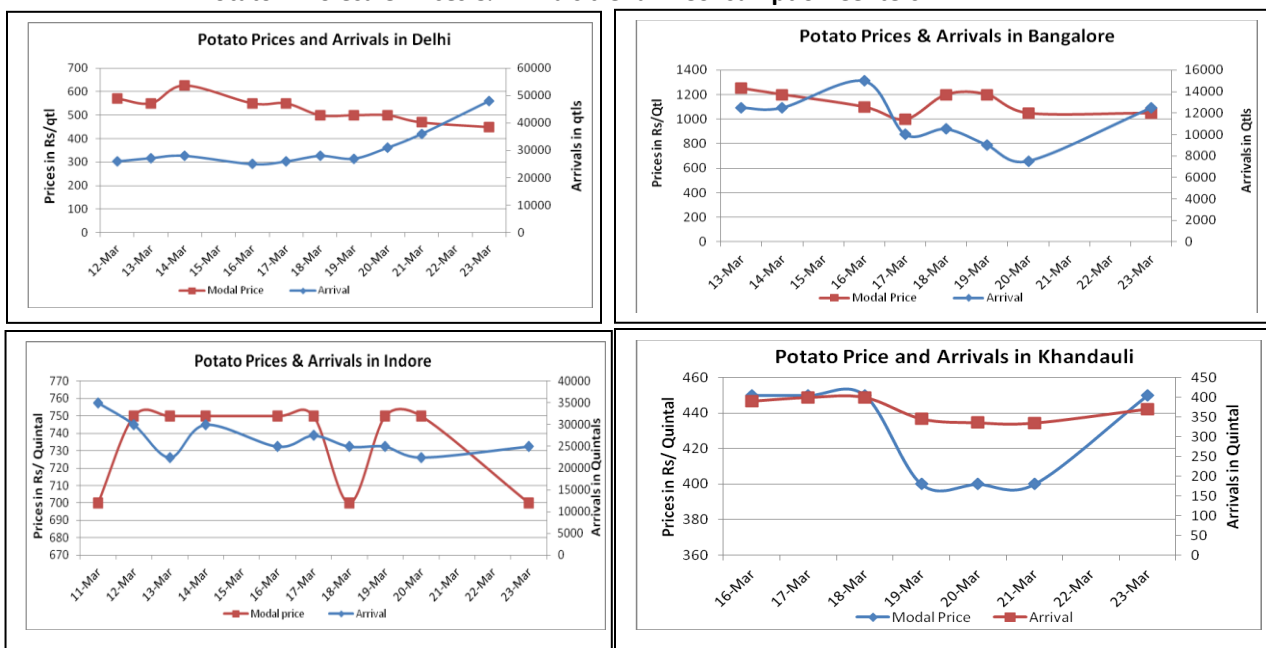 Potato Prices and Arrivals in Delhi
700
600
500
400
300
200
100
0
Prices in Rs/qtl
60000
50000
40000
30000
20000
10000
0
Arrivals in qtls
12-Mar
13-Mar
14-Mar
15-Mar
16-Mar
17-Mar
18-Mar
19-Mar
20-Mar
21-Mar
22-Mar
23-Mar
Modal Price Arrival
Potato Prices & Arrivals in Bangalore
1400
1200
1000
800
600
400
200
0
Prices in Rs/Qtl
16000
14000
12000
10000
8000
6000
4000
2000
0
Arrivals in Qtls
13-Mar
14-Mar
15-Mar
16-Mar
17-Mar
18-Mar
19-Mar
20-Mar
21-Mar
22-Mar
23-Mar
Modal Price Arrival
Potato Prices & Arrivals in Indore
770
760
750
740
730
720
710
700
690
680
670
Prices in Rs/ Quintal
40000
35000
30000
25000
20000
15000
10000
5000
0
Arrivals in Quintals
11-Mar
12-Mar
13-Mar
14-Mar
15-Mar
16-Mar
17-Mar
18-Mar
19-Mar
20-Mar
21-Mar
22-Mar
23-Mar
Modal price Arrival
Potato Price and Arrivals in Khandauli
460
440
420
400
380
360
Prices in Rs/ Quintal
450
400
350
300
250
200
150
100
50
0
Arrivals in Quintal
16-Mar
17-Mar
18-Mar
19-Mar
20-Mar
21-Mar
22-Mar
23-Mar
Modal Price Arrival